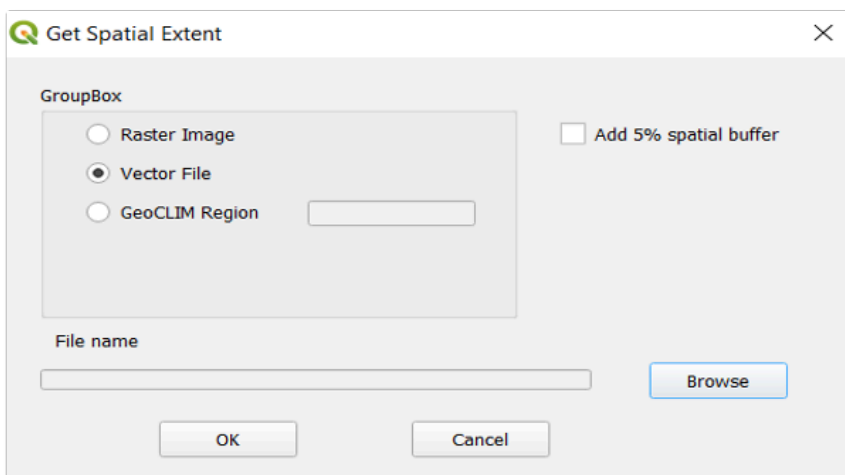 Get Spatial Extent
GroupBox
Raster Image
Add 5% spatial buffer
Vector File
GeoCLIM Region
File name
Browse
OK
Cancel